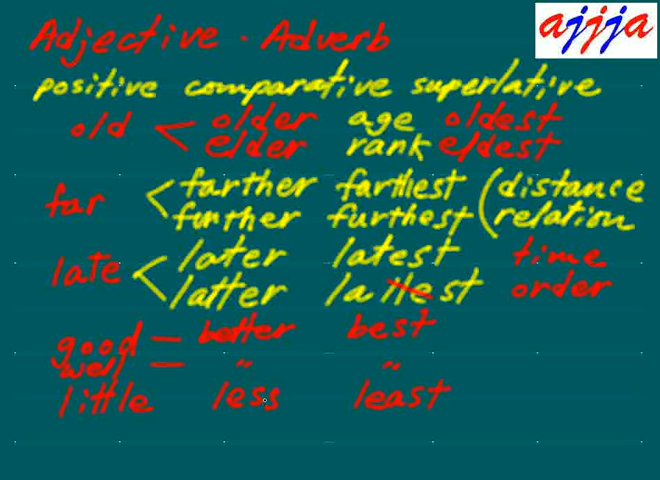 Adjective - Adverb
ajjja
positive comparative superlative
old < older age oldest
elder rank eldest
far < farther farthest (distance
further furthest (relation
late < later latest time
latter lattest order
good - better best
well = " "
little less least